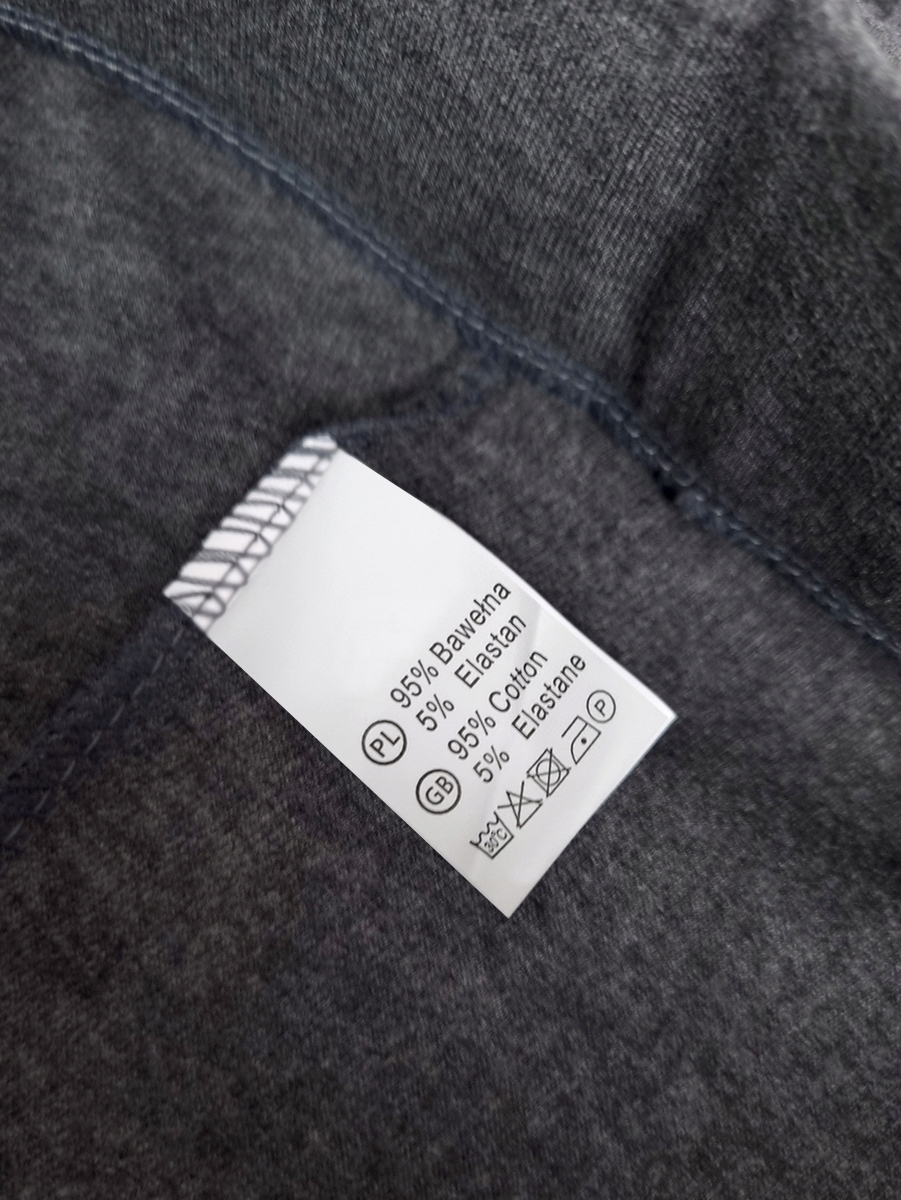 PL 95% Bawełna
5% Elastan
GB 95% Cotton
5% Elastane
30°C P